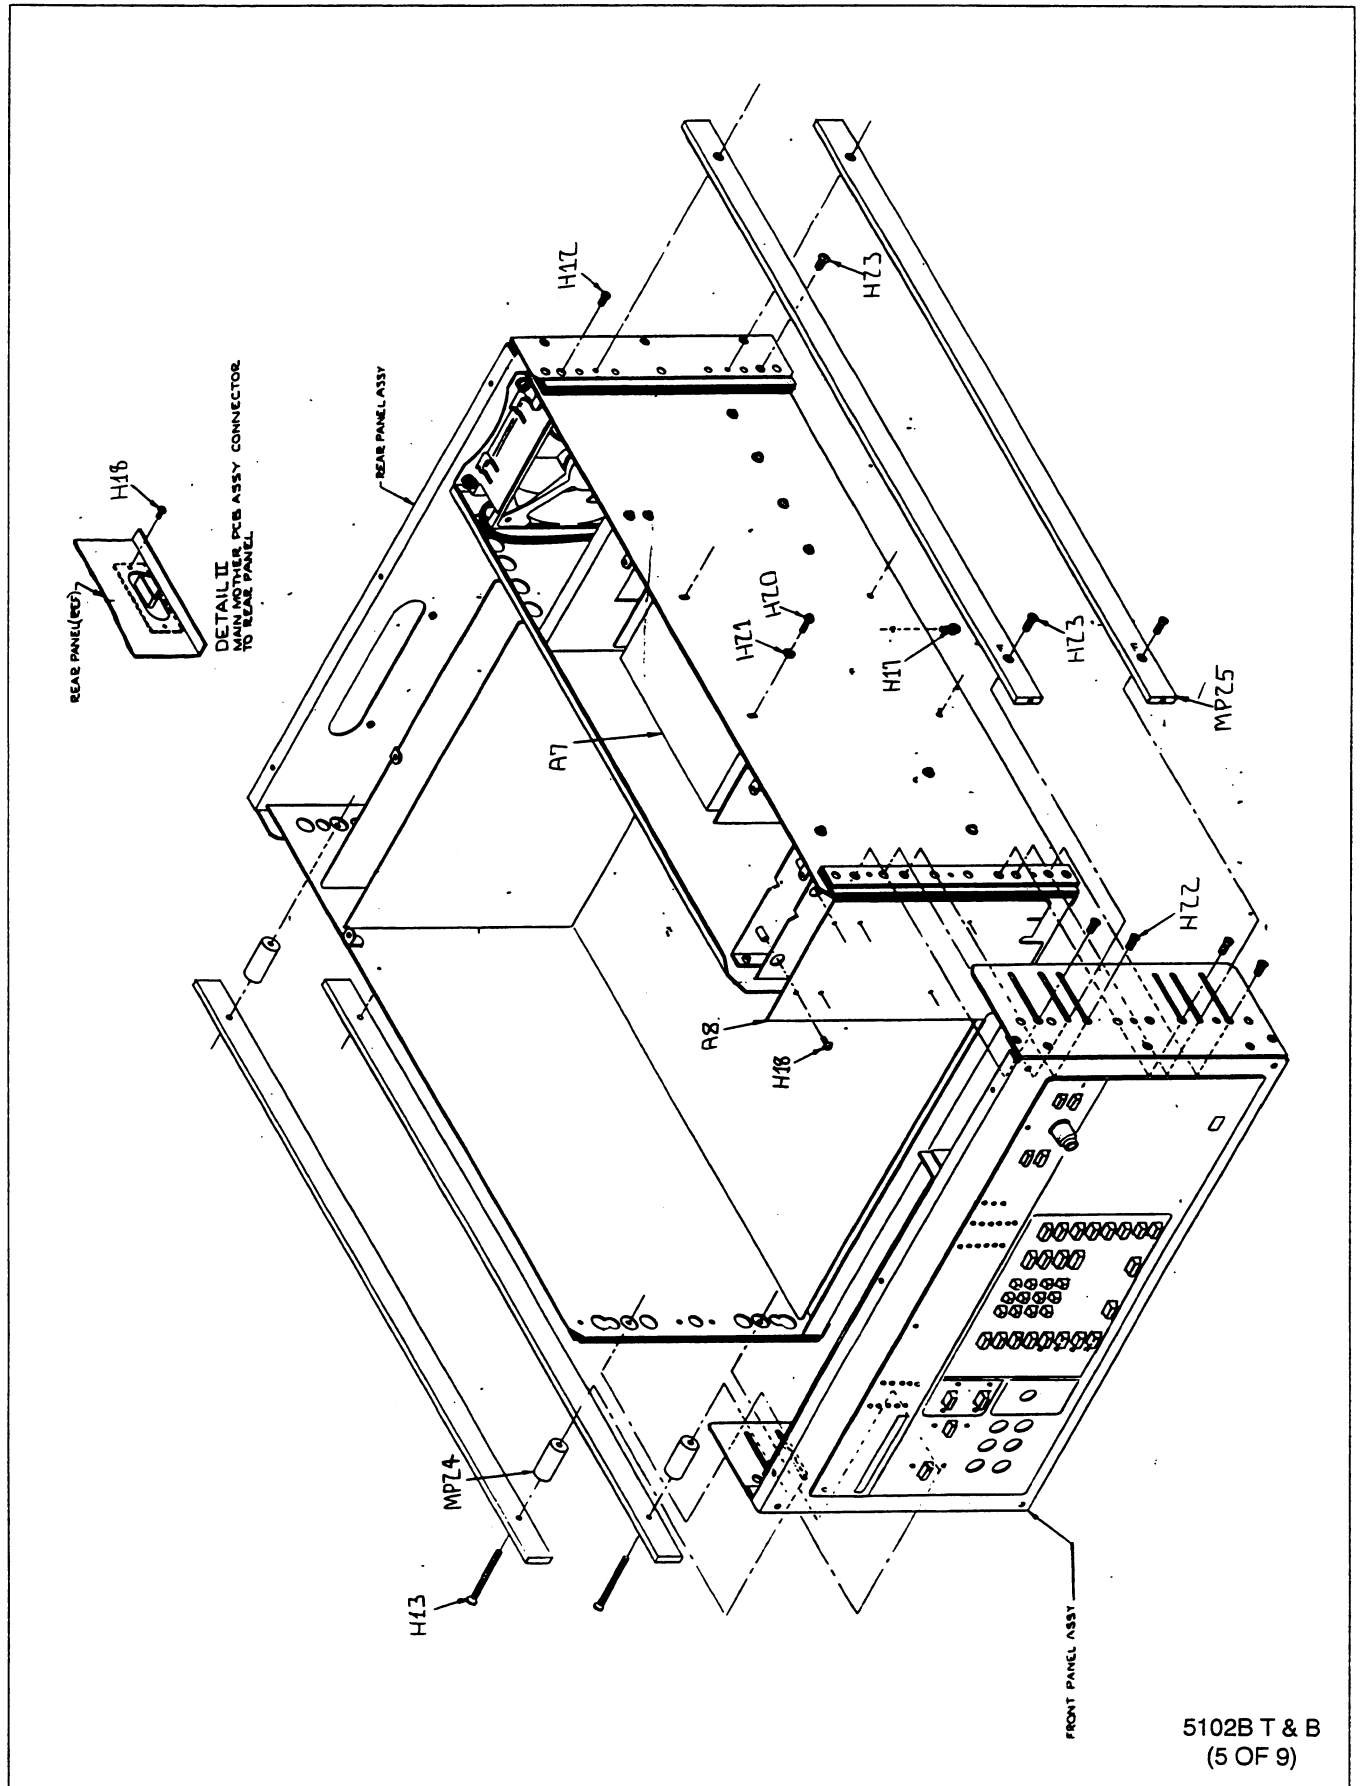 REAR PANEL(REF)
H18
DETAIL II
MAIN MOTHER PCB ASSY CONNECTOR
TO REAR PANEL
REAR PANEL ASSY
H12
H23
A7
H21
H20
H17
H23
MP25
A8
H18
H22
MP24
H13
FRONT PANEL ASSY
5102B T & B
(5 OF 9)